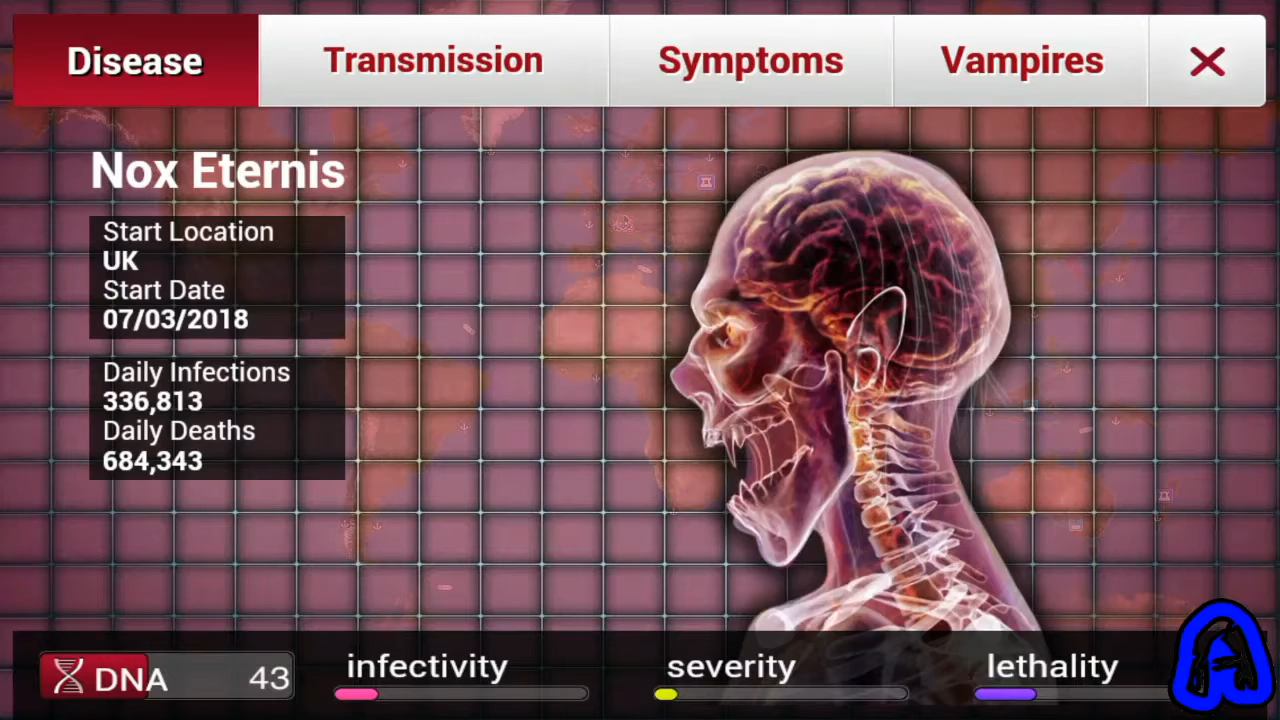 Disease
Transmission
Symptoms
Vampires
Nox Eternis
Start Location
UK
Start Date
07/03/2018
Daily Infections
336,813
Daily Deaths
684,343
DNA 43
infectivity
severity
lethality